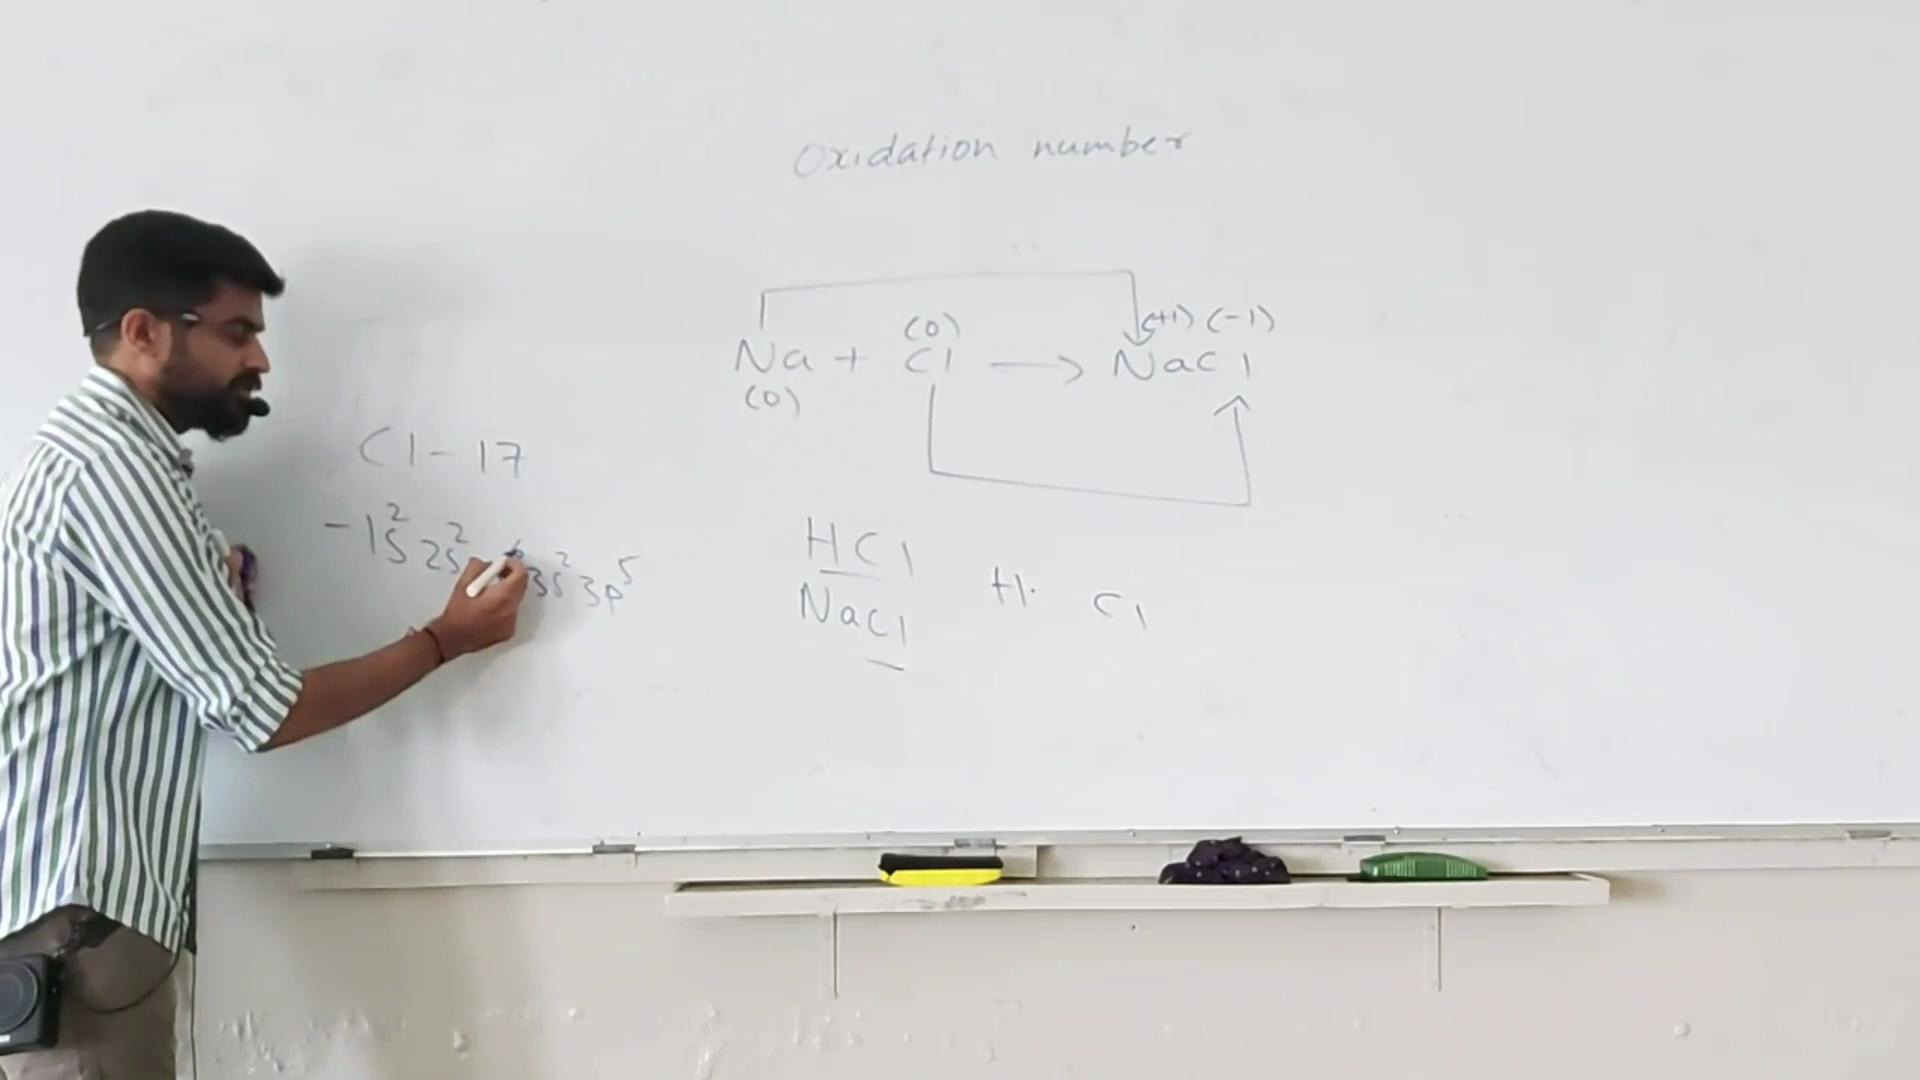 Oxidation number
(0) (+1) (-1)
Na + Cl → NaCl
(0)
Cl - 17
- 1s² 2s² 3s² 3p⁵
HCl
NaCl
H· Cl